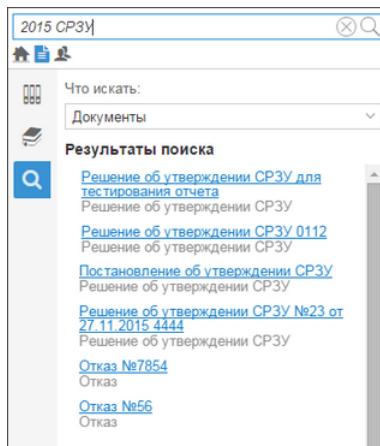 2015 СРЗУ
Что искать:
Документы
Результаты поиска
Решение об утверждении СРЗУ для
тестирования отчета
Решение об утверждении СРЗУ
Решение об утверждении СРЗУ 0112
Решение об утверждении СРЗУ
Постановление об утверждении СРЗУ
Решение об утверждении СРЗУ
Решение об утверждении СРЗУ №23 от
27.11.2015 4444
Решение об утверждении СРЗУ
Отказ №7854
Отказ
Отказ №56
Отказ